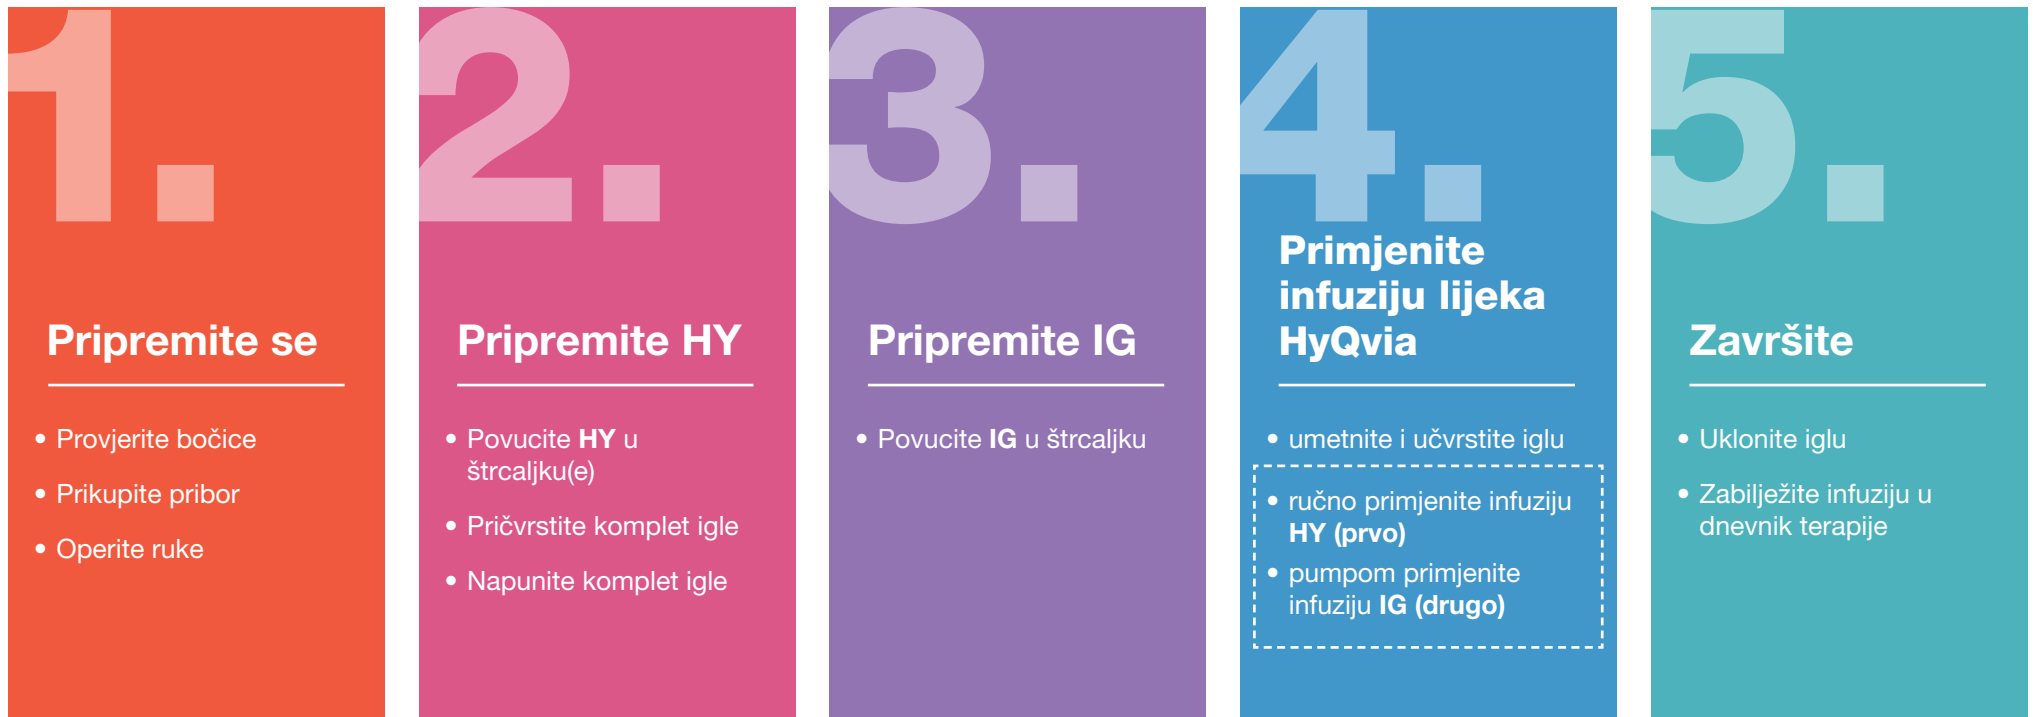 1.
Pripremite se
• Provjerite bočice
• Prikupite pribor
• Operite ruke
2.
Pripremite HY
• Povucite HY u
štrcaljku(e)
• Pričvrstite komplet igle
• Napunite komplet igle
3.
Pripremite IG
• Povucite IG u štrcaljku
4.
Primjenite
infuziju lijeka
HyQvia
• umetnite i učvrstite iglu
• ručno primjenite infuziju
HY (prvo)
• pumpom primjenite
infuziju IG (drugo)
5.
Završite
• Uklonite iglu
• Zabilježite infuziju u
dnevnik terapije